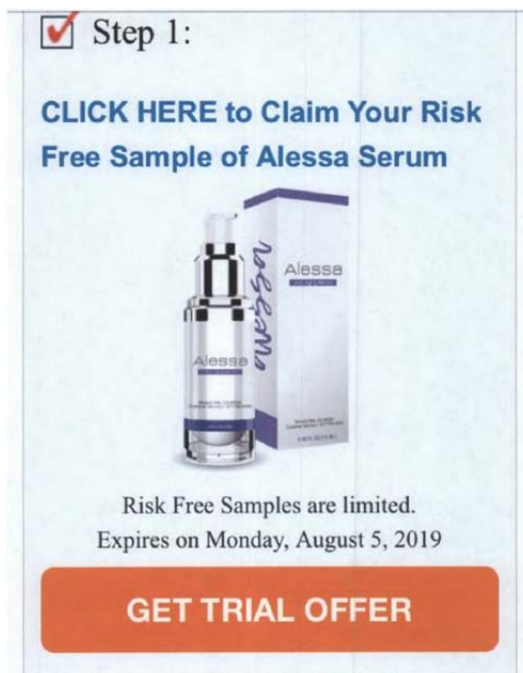 Step 1:
CLICK HERE to Claim Your Risk
Free Sample of Alessa Serum
Alessa
Alessa
Alessa
Risk Free Samples are limited.
Expires on Monday, August 5, 2019
GET TRIAL OFFER